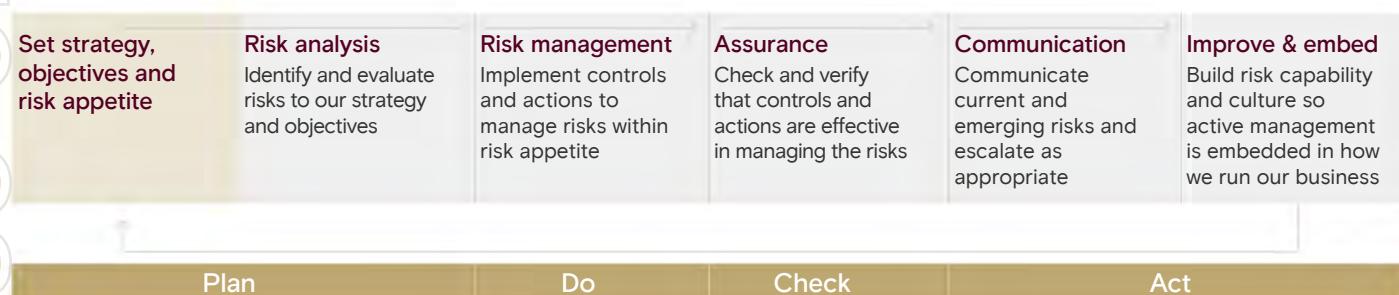 Set strategy,
objectives and
risk appetite
Risk analysis
Identify and evaluate
risks to our strategy
and objectives
Risk management
Implement controls
and actions to
manage risks within
risk appetite
Assurance
Check and verify
that controls and
actions are effective
in managing the risks
Communication
Communicate
current and
emerging risks and
escalate as
appropriate
Improve & embed
Build risk capability
and culture so
active management
is embedded in how
we run our business
Plan
Do
Check
Act